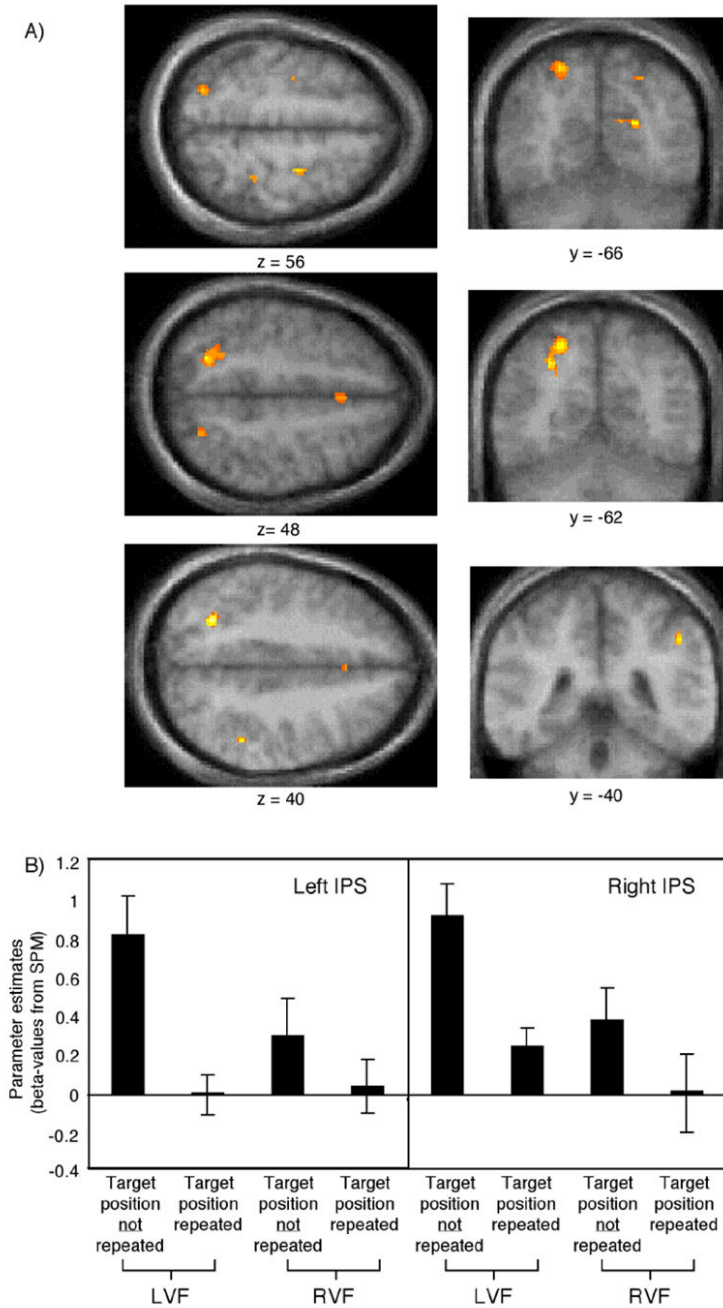 A)
z = 56
y = -66
z= 48
y = -62
z = 40
y = -40
B)
Parameter estimates
(beta-values from SPM)
1.2
1
0.8
0.6
0.4
0.2
0
-0.2
-0.4
Left IPS
Right IPS
Target
position
not
repeated
Target
position
repeated
Target
position
not
repeated
Target
position
repeated
Target
position
not
repeated
Target
position
repeated
Target
position
not
repeated
Target
position
repeated
LVF
RVF
LVF
RVF